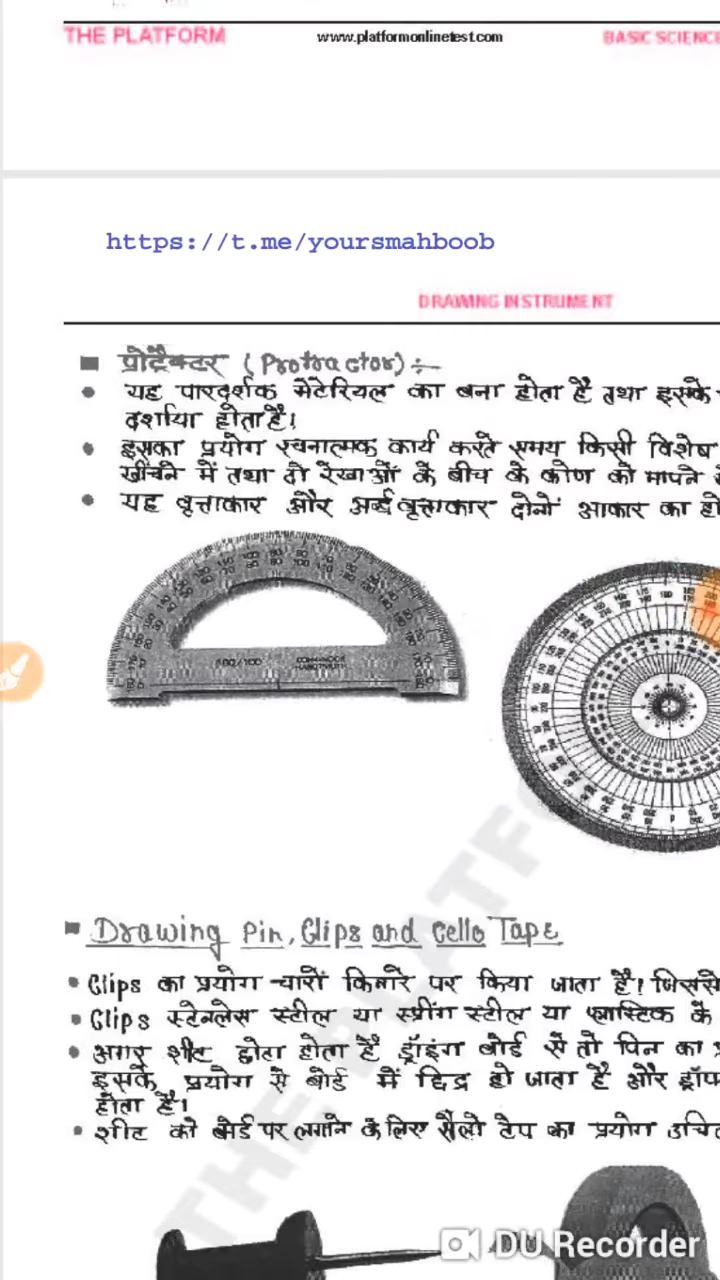 THE PLATFORM www.platformonlinetest.com BASIC SCIENCE
https://t.me/yoursmahboob
DRAWING INSTRUMENT
प्रोट्रैक्टर (Protractor) ÷
यह पारदर्शक मैटेरियल का बना होता है तथा इसके
दर्शाया होता है।
इसका प्रयोग रचनात्मक कार्य करते समय किसी विशेष
खींचने में तथा दो रेखाओं के बीच के कोण को मापने
यह वृत्ताकार और अर्द्धवृत्ताकार दोनों आकार का हो
Drawing Pin, Clips and Cello Tape
Clips का प्रयोग चारों किनारे पर किया जाता है। जिससे
Clips स्टेनलेस स्टील या स्प्रींग स्टील या प्लास्टिक के
अगर शीट छोटा होता है ड्रॉइंग बोर्ड से तो पिन का
इसके प्रयोग से बोर्ड में छिद्र हो जाता है और ड्रॉप
होता है।
शीट को बोर्ड पर लगाने के लिए सैलो टेप का प्रयोग उचि
THE PLATFO
DU Recorder